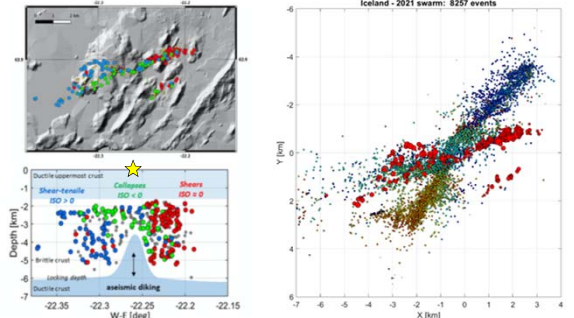 Iceland - 2021 swarm: 8257 events
Ductile uppermost crust
Shear-tensile
ISO > 0
Collapses
ISO < 0
Shears
ISO = 0
Brittle crust
Locking depth
Ductile crust
aseismic diking
Depth [km]
0
-1
-2
-3
-4
-5
-6
-7
-22.35
-22.3
-22.25
-22.2
-22.15
W-E [deg]
-6
-4
-2
0
2
4
6
Y [km]
-7
-6
-5
-4
-3
-2
-1
0
1
2
3
4
X [km]